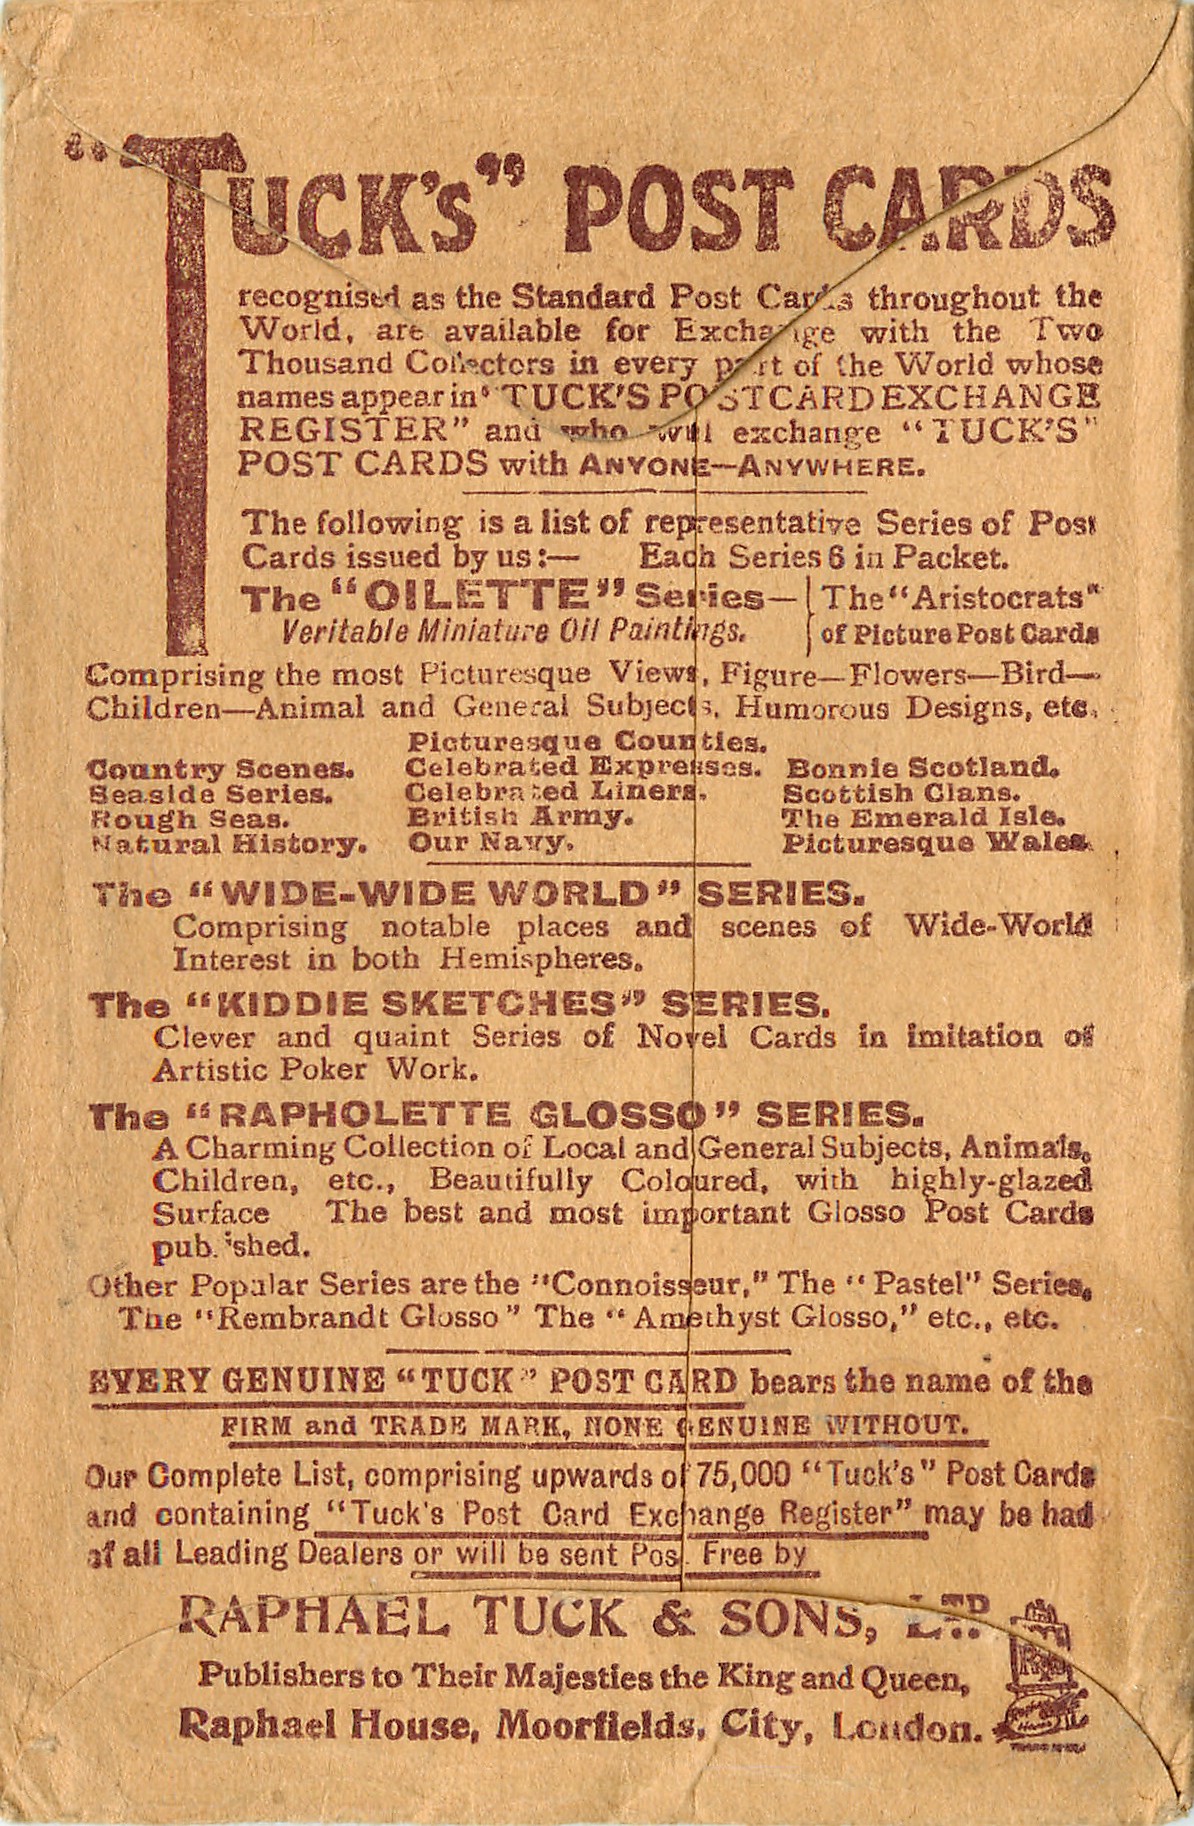 "TUCK'S" POST CARDS
recognised as the Standard Post Cards throughout the
World, are available for Exchange with the Two
Thousand Collectors in every part of the World whose
names appear in "TUCK'S POSTCARD EXCHANGE
REGISTER" and who will exchange "TUCK'S"
POST CARDS with ANYONE—ANYWHERE.
The following is a list of representative Series of Post
Cards issued by us:— Each Series 6 in Packet.
The "OILETTE" Series— The "Aristocrats"
Veritable Miniature Oil Paintings. of Picture Post Cards
Comprising the most Picturesque Views, Figure—Flowers—Bird—
Children—Animal and General Subjects, Humorous Designs, etc.
Picturesque Counties.
Country Scenes. Celebrated Expresses. Bonnie Scotland.
Seaside Series. Celebrated Liners. Scottish Clans.
Rough Seas. British Army. The Emerald Isle.
Natural History. Our Navy. Picturesque Wales.
The "WIDE-WIDE WORLD" SERIES.
Comprising notable places and scenes of Wide-World
Interest in both Hemispheres.
The "KIDDIE SKETCHES" SERIES.
Clever and quaint Series of Novel Cards in imitation of
Artistic Poker Work.
The "RAPHOLETTE GLOSSO" SERIES.
A Charming Collection of Local and General Subjects, Animals,
Children, etc., Beautifully Coloured, with highly-glazed
Surface The best and most important Glosso Post Cards
published.
Other Popular Series are the "Connoisseur," The "Pastel" Series,
The "Rembrandt Glosso" The "Amethyst Glosso," etc., etc.
EVERY GENUINE "TUCK" POST CARD bears the name of the
FIRM and TRADE MARK, NONE GENUINE WITHOUT.
Our Complete List, comprising upwards of 75,000 "Tuck's" Post Cards
and containing "Tuck's Post Card Exchange Register" may be had
of all Leading Dealers or will be sent Post Free by
RAPHAEL TUCK & SONS, LTD
Publishers to Their Majesties the King and Queen,
Raphael House, Moorfields, City, London.